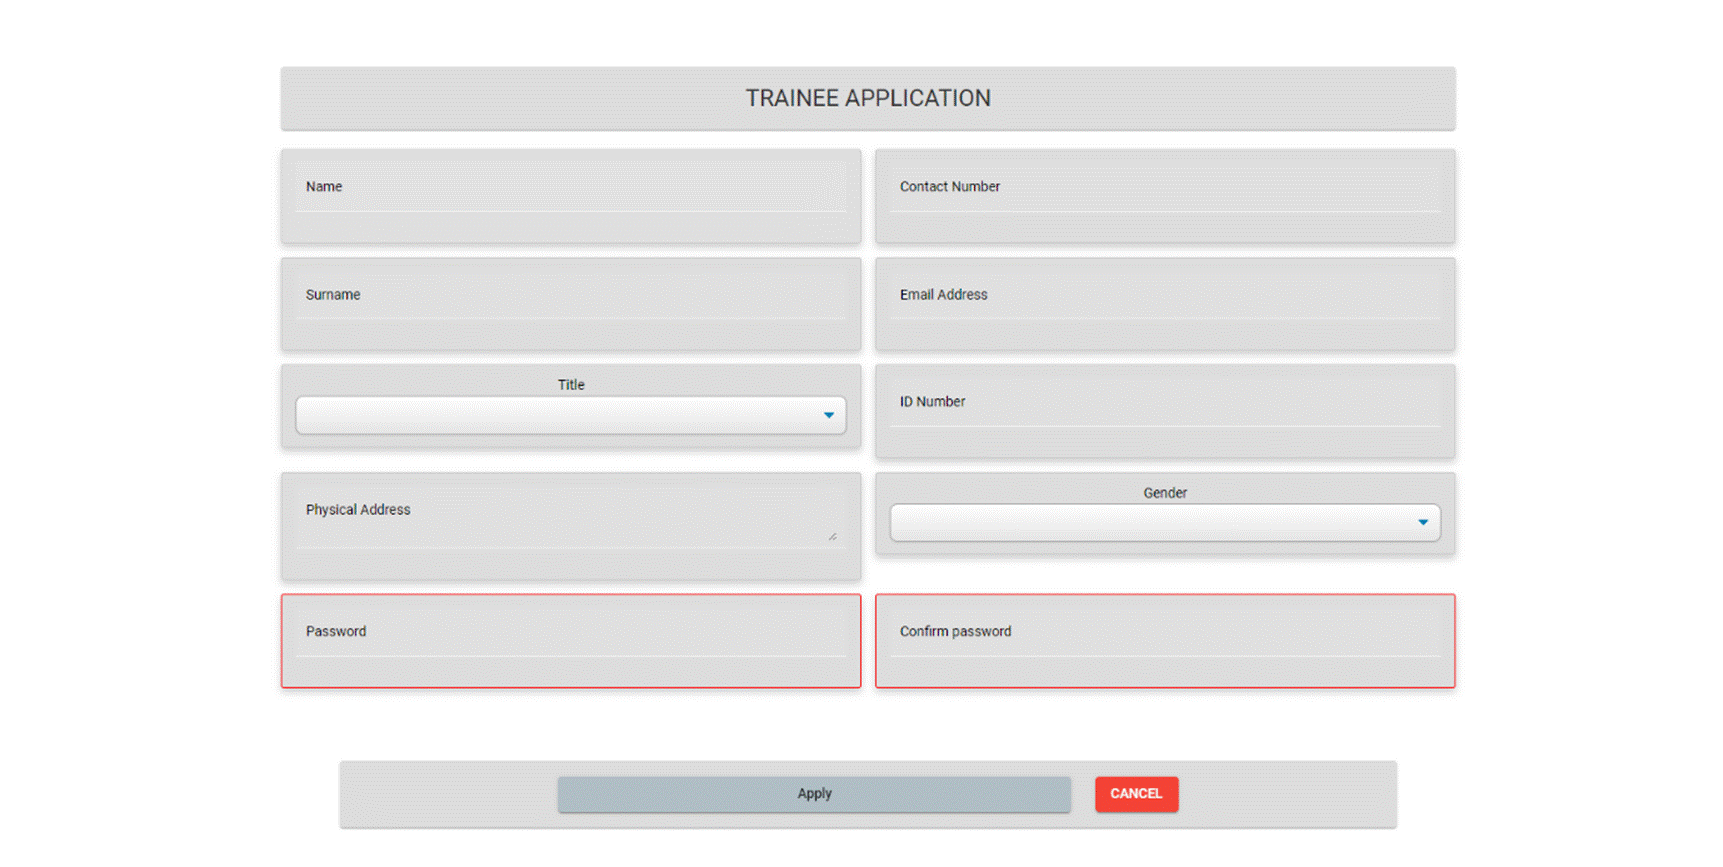 TRAINEE APPLICATION
Name
Contact Number
Surname
Email Address
Title
ID Number
Physical Address
Gender
Password
Confirm password
Apply
CANCEL